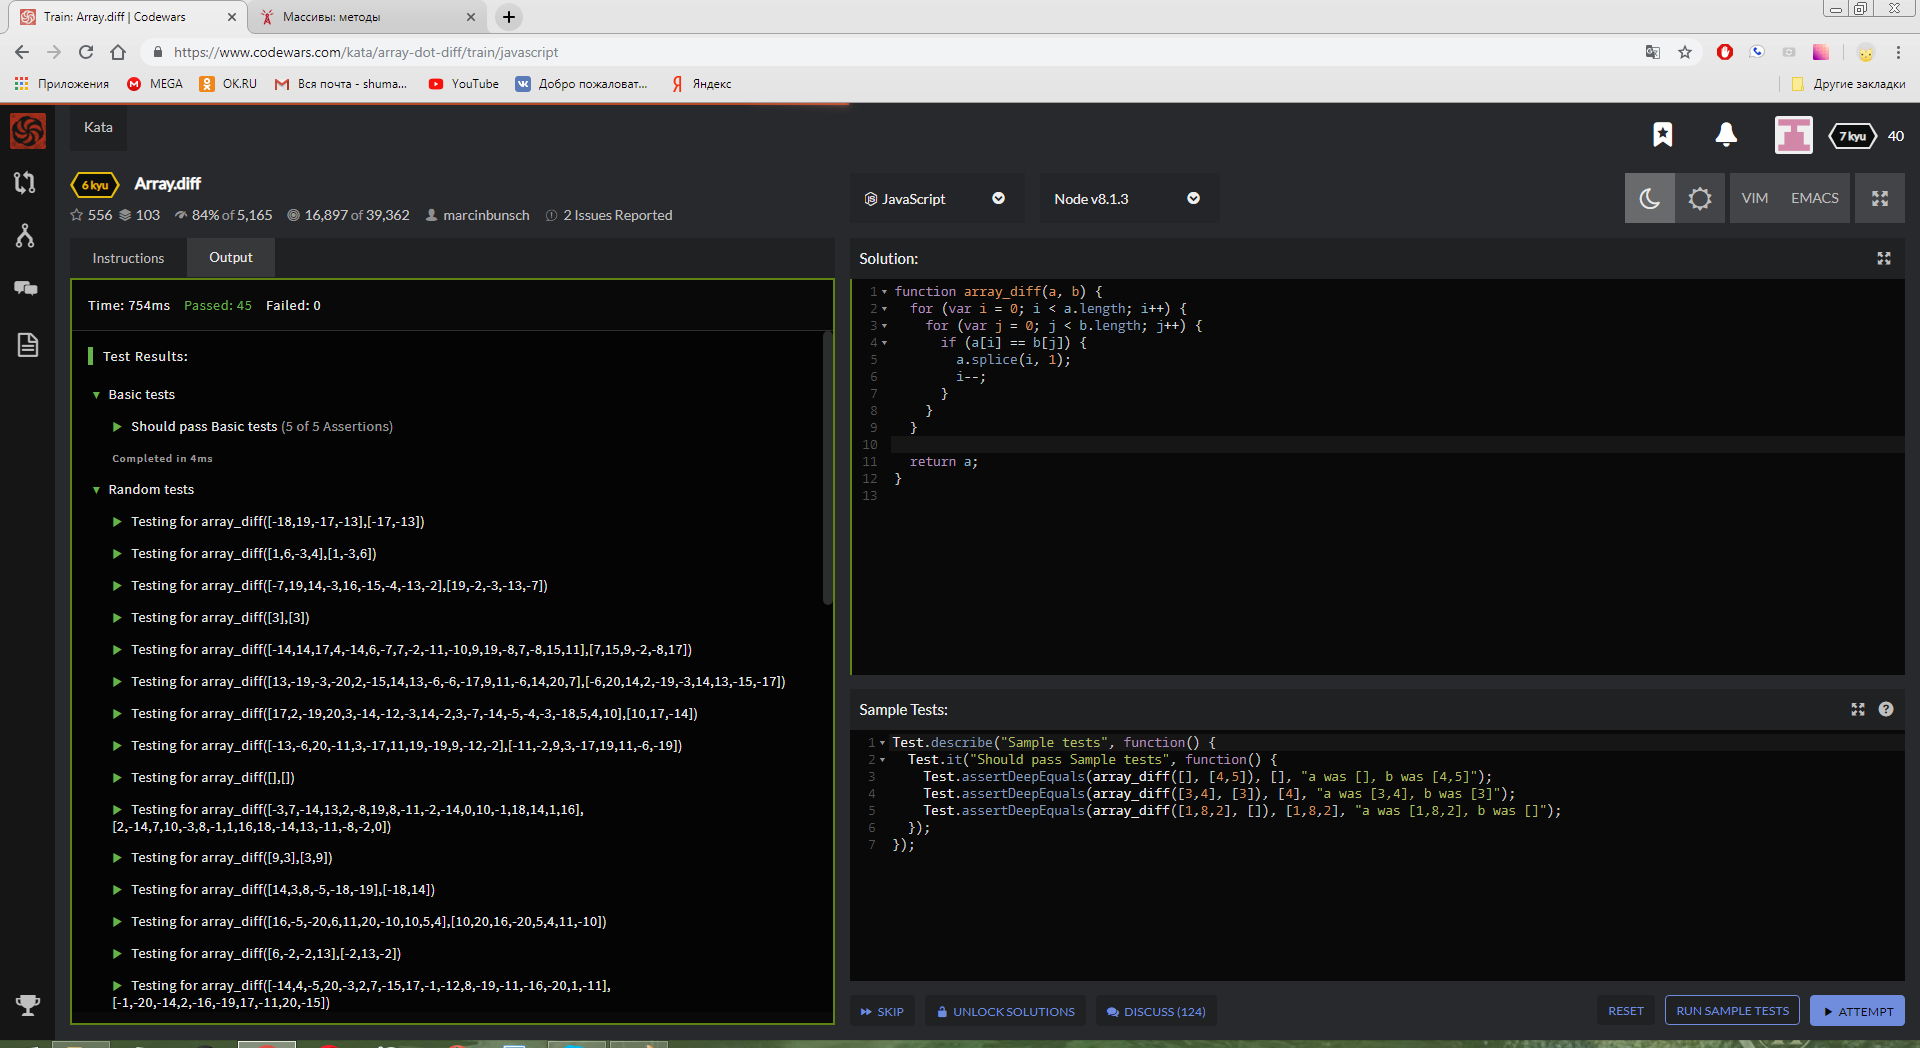 Train: Array.diff | Codewars
Массивы: методы
https://www.codewars.com/kata/array-dot-diff/train/javascript
Приложения MEGA OK.RU Вся почта - shuma... YouTube Добро пожаловат... Яндекс Другие закладки
Kata
7 kyu 40
6 kyu Array.diff
556 103 84% of 5,165 16,897 of 39,362 marcinbunsch 2 Issues Reported
JavaScript
Node v8.1.3
VIM EMACS
Instructions Output
Time: 754ms Passed: 45 Failed: 0
Test Results:
Basic tests
Should pass Basic tests (5 of 5 Assertions)
Completed in 4ms
Random tests
Testing for array_diff([-18,19,-17,-13],[-17,-13])
Testing for array_diff([1,6,-3,4],[1,-3,6])
Testing for array_diff([-7,19,14,-3,16,-15,-4,-13,-2],[19,-2,-3,-13,-7])
Testing for array_diff([3],[3])
Testing for array_diff([-14,14,17,4,-14,6,-7,7,-2,-11,-10,9,19,-8,7,-8,15,11],[7,15,9,-2,-8,17])
Testing for array_diff([13,-19,-3,-20,2,-15,14,13,-6,-6,-17,9,11,-6,14,20,7],[-6,20,14,2,-19,-3,14,13,-15,-17])
Testing for array_diff([17,2,-19,20,3,-14,-12,-3,14,-2,3,-7,-14,-5,-4,-3,-18,5,4,10],[10,17,-14])
Testing for array_diff([-13,-6,20,-11,3,-17,11,19,-19,9,-12,-2],[-11,-2,9,3,-17,19,11,-6,-19])
Testing for array_diff([],[])
Testing for array_diff([-3,7,-14,13,2,-8,19,8,-11,-2,-14,0,10,-1,18,14,1,16],
[2,-14,7,10,-3,8,-1,1,16,18,-14,13,-11,-8,-2,0])
Testing for array_diff([9,3],[3,9])
Testing for array_diff([14,3,8,-5,-18,-19],[-18,14])
Testing for array_diff([16,-5,-20,6,11,20,-10,10,5,4],[10,20,16,-20,5,4,11,-10])
Testing for array_diff([6,-2,-2,13],[-2,13,-2])
Testing for array_diff([-14,4,-5,20,-3,2,7,-15,17,-1,-12,8,-19,-11,-16,-20,1,-11],
[-1,-20,-14,2,-16,-19,17,-11,20,-15])
Solution:
1 function array_diff(a, b) {
2 for (var i = 0; i < a.length; i++) {
3 for (var j = 0; j < b.length; j++) {
4 if (a[i] == b[j]) {
5 a.splice(i, 1);
6 i--;
7 }
8 }
9 }
10
11 return a;
12 }
13
Sample Tests:
1 Test.describe("Sample tests", function() {
2 Test.it("Should pass Sample tests", function() {
3 Test.assertDeepEquals(array_diff([], [4,5]), [], "a was [], b was [4,5]");
4 Test.assertDeepEquals(array_diff([3,4], [3]), [4], "a was [3,4], b was [3]");
5 Test.assertDeepEquals(array_diff([1,8,2], []), [1,8,2], "a was [1,8,2], b was []");
6 });
7 });
SKIP UNLOCK SOLUTIONS DISCUSS (124) RESET RUN SAMPLE TESTS ATTEMPT